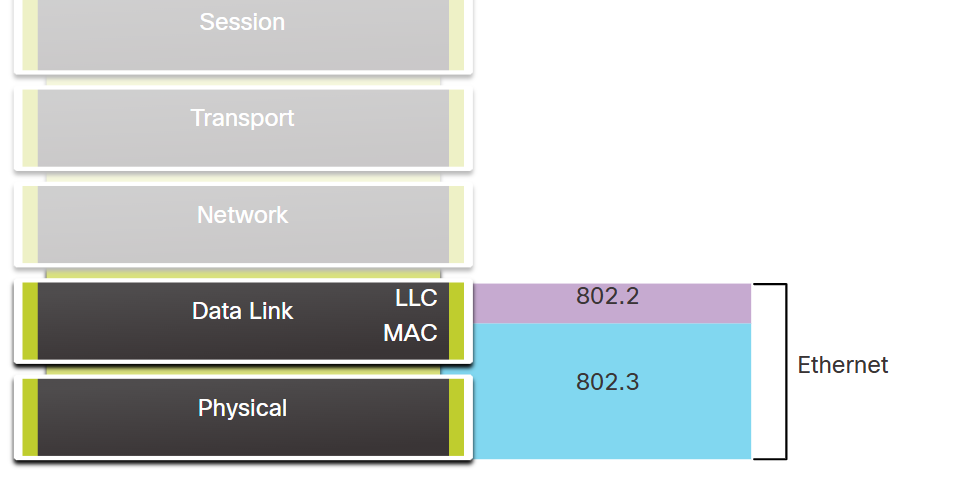 Session
Transport
Network
Data Link
LLC
MAC
802.2
802.3
Ethernet
Physical